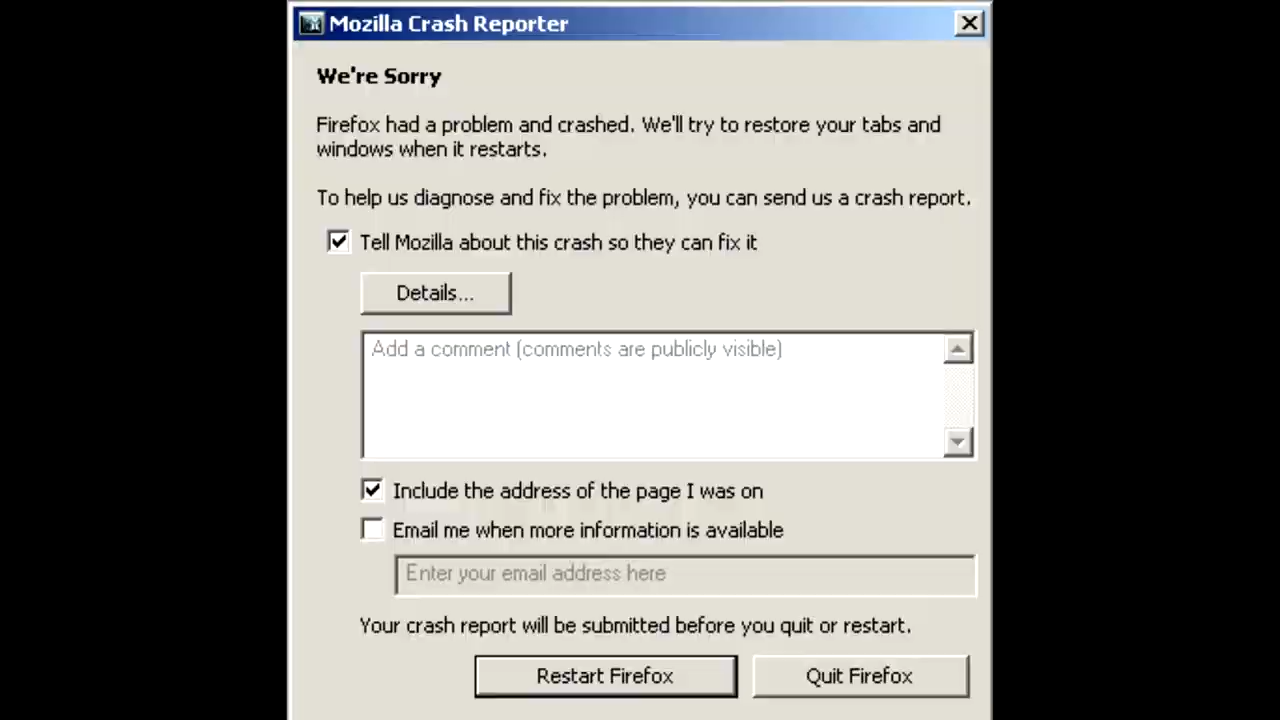 Mozilla Crash Reporter
We're Sorry
Firefox had a problem and crashed. We'll try to restore your tabs and
windows when it restarts.
To help us diagnose and fix the problem, you can send us a crash report.
Tell Mozilla about this crash so they can fix it
Details...
Add a comment (comments are publicly visible)
Include the address of the page I was on
Email me when more information is available
Enter your email address here
Your crash report will be submitted before you quit or restart.
Restart Firefox Quit Firefox